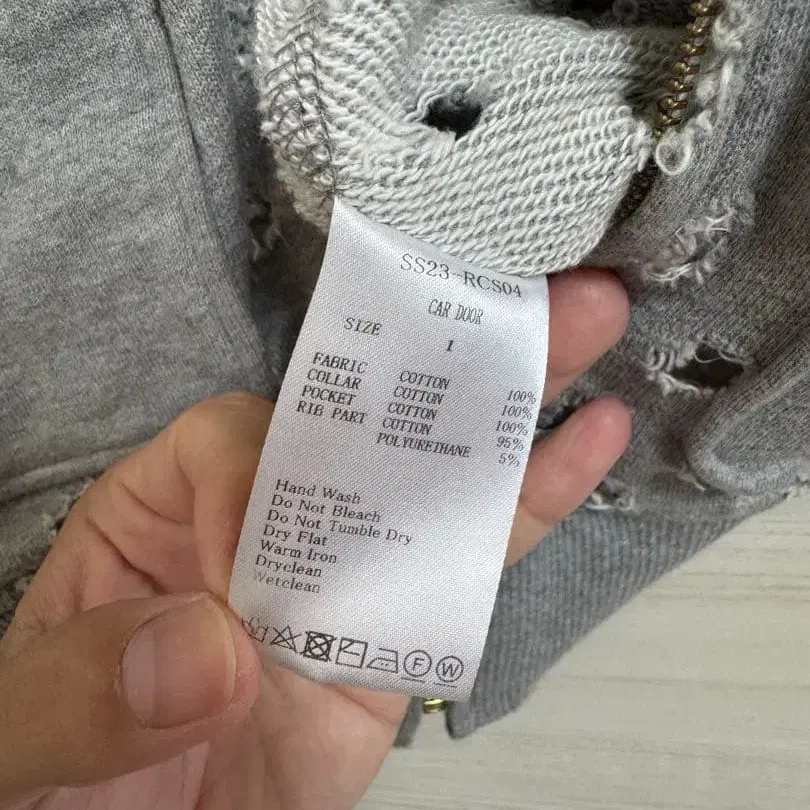 SS23-RCS04
CAR DOOR
SIZE 1
FABRIC COTTON 100%
COLLAR COTTON 100%
POCKET COTTON 100%
RIB PART COTTON 95%
POLYURETHANE 5%
Hand Wash
Do Not Bleach
Do Not Tumble Dry
Dry Flat
Warm Iron
Dryclean
Wetclean
F W